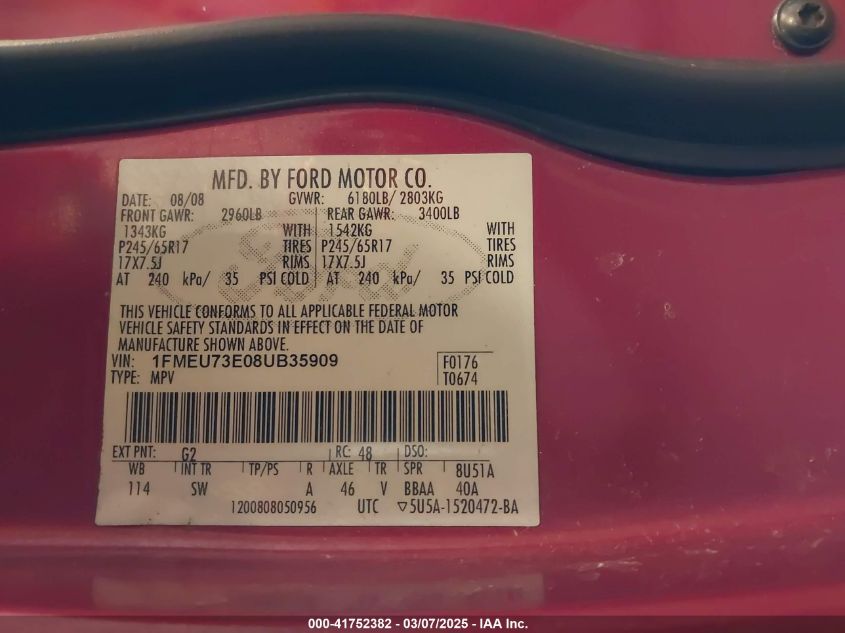 MFD. BY FORD MOTOR CO.
DATE: 08/08 GVWR: 6180LB/ 2803KG
FRONT GAWR: 2960LB REAR GAWR: 3400LB
1343KG WITH 1542KG WITH
P245/65R17 TIRES P245/65R17 TIRES
17X7.5J RIMS 17X7.5J RIMS
AT 240 kPa/ 35 PSI COLD AT 240 kPa/ 35 PSI COLD
THIS VEHICLE CONFORMS TO ALL APPLICABLE FEDERAL MOTOR
VEHICLE SAFETY STANDARDS IN EFFECT ON THE DATE OF
MANUFACTURE SHOWN ABOVE.
VIN: 1FMEU73E08UB35909 F0176
TYPE: MPV T0674
EXT PNT: G2 RC: 48 DSO:
WB INT TR TP/PS R AXLE TR SPR 8U51A
114 SW A 46 V BBAA 40A
1200808050956 UTC ▽5U5A-1520472-BA
000-41752382 - 03/07/2025 - IAA Inc.